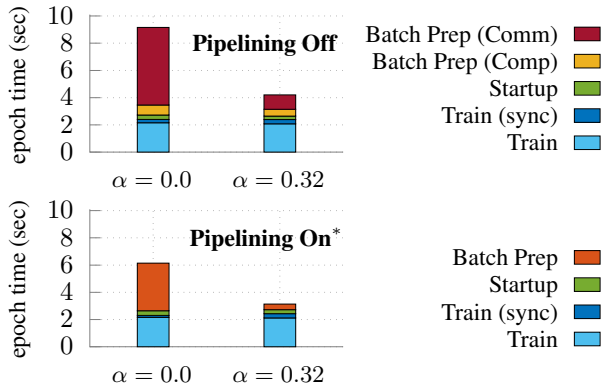 10
8
6
4
2
0
epoch time (sec)
Pipelining Off
α = 0.0
α = 0.32
Batch Prep (Comm)
Batch Prep (Comp)
Startup
Train (sync)
Train
10
8
6
4
2
0
epoch time (sec)
Pipelining On*
α = 0.0
α = 0.32
Batch Prep
Startup
Train (sync)
Train